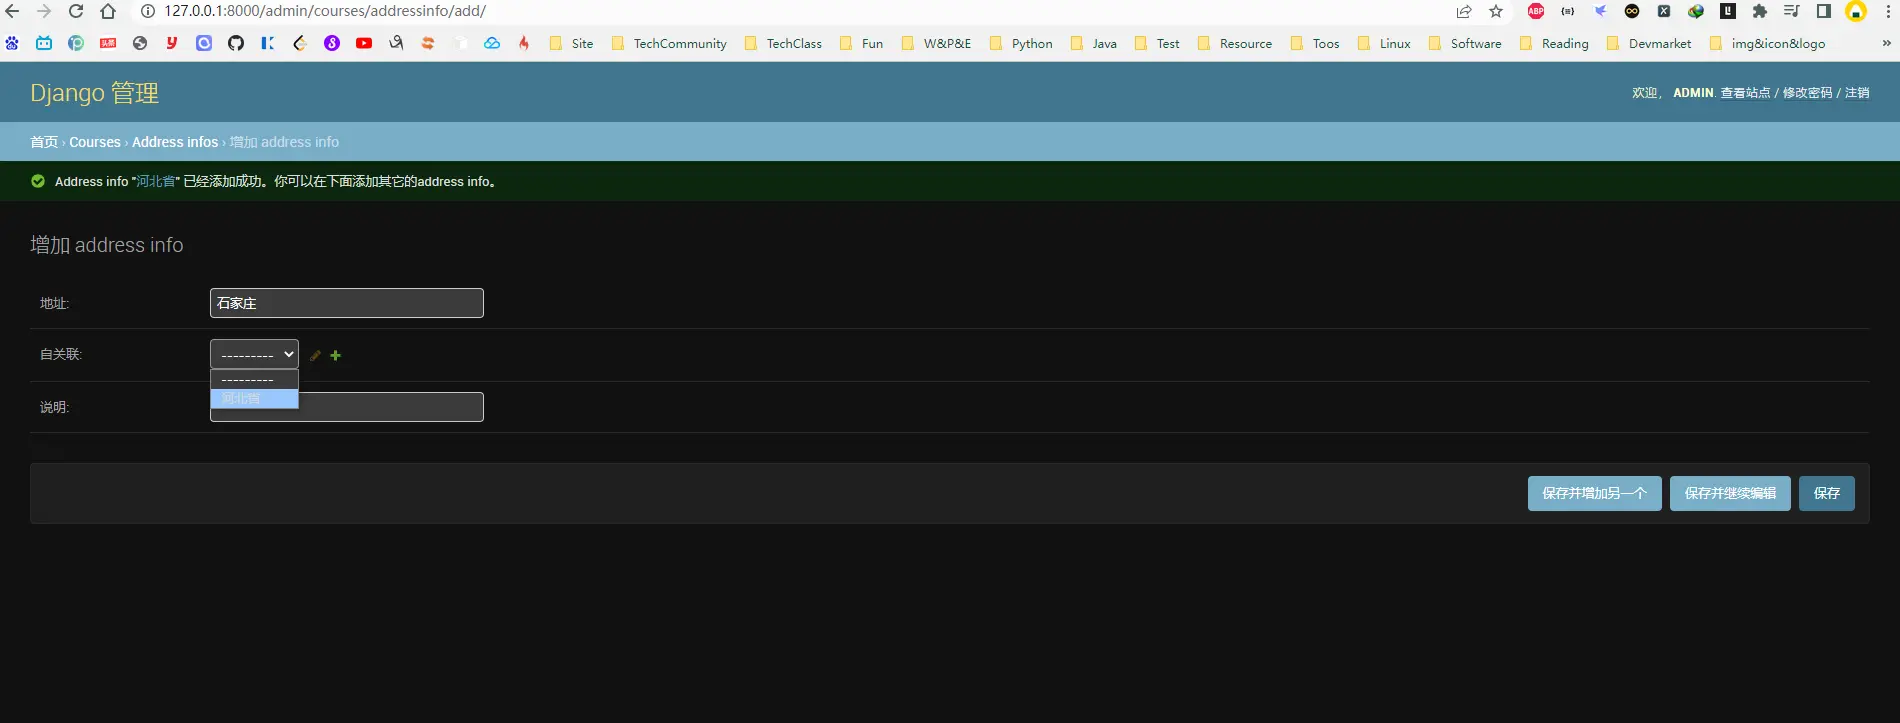 127.0.0.1:8000/admin/courses/addressinfo/add/
Site TechCommunity TechClass Fun W&P&E Python Java Test Resource Toos Linux Software Reading Devmarket img&icon&logo »
Django 管理
欢迎， ADMIN. 查看站点 / 修改密码 / 注销
首页 › Courses › Address infos › 增加 address info
Address info "河北省" 已经添加成功。你可以在下面添加其它的address info。
增加 address info
地址:
石家庄
自关联:
---------
---------
河北省
说明:
保存并增加另一个
保存并继续编辑
保存